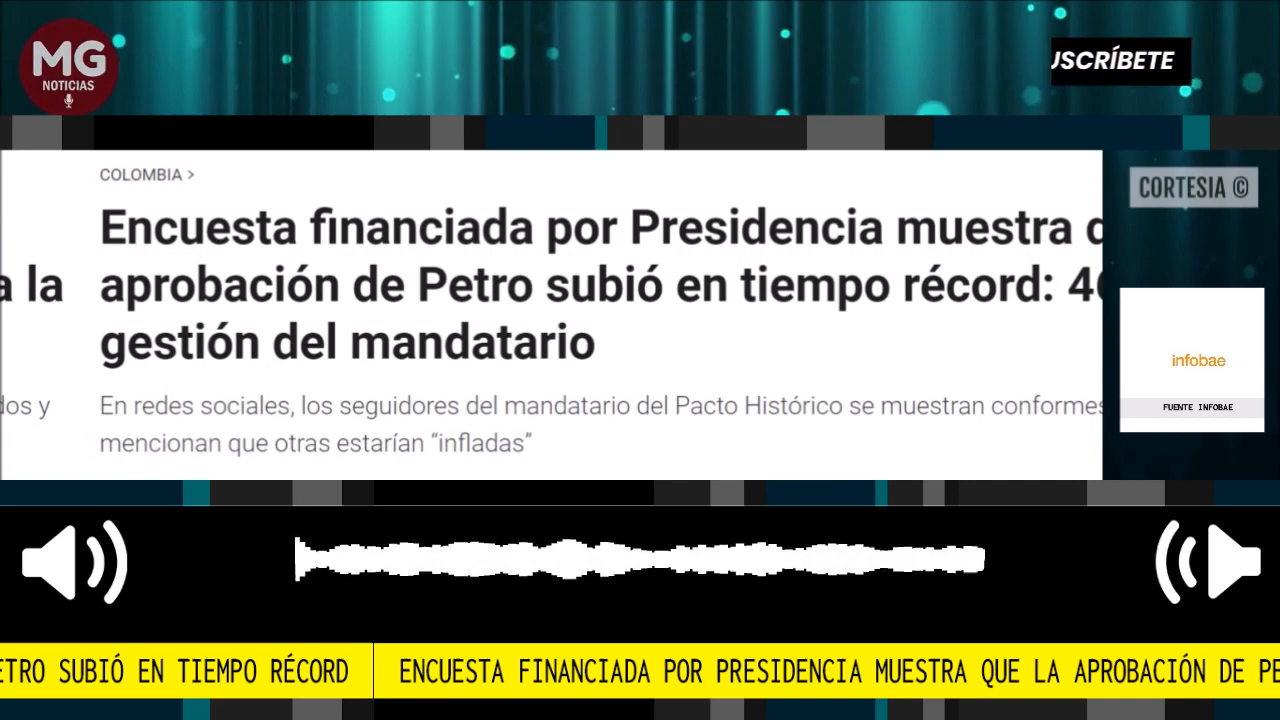 MG
NOTICIAS
USCRÍBETE
COLOMBIA >
Encuesta financiada por Presidencia muestra
a la
aprobación de Petro subió en tiempo récord: 46
gestión del mandatario
dos y
En redes sociales, los seguidores del mandatario del Pacto Histórico se muestran conformes
mencionan que otras estarían “infladas”
CORTESIA ©
infobae
FUENTE INFOBAE
ETRO SUBIÓ EN TIEMPO RÉCORD
ENCUESTA FINANCIADA POR PRESIDENCIA MUESTRA QUE LA APROBACIÓN DE PE